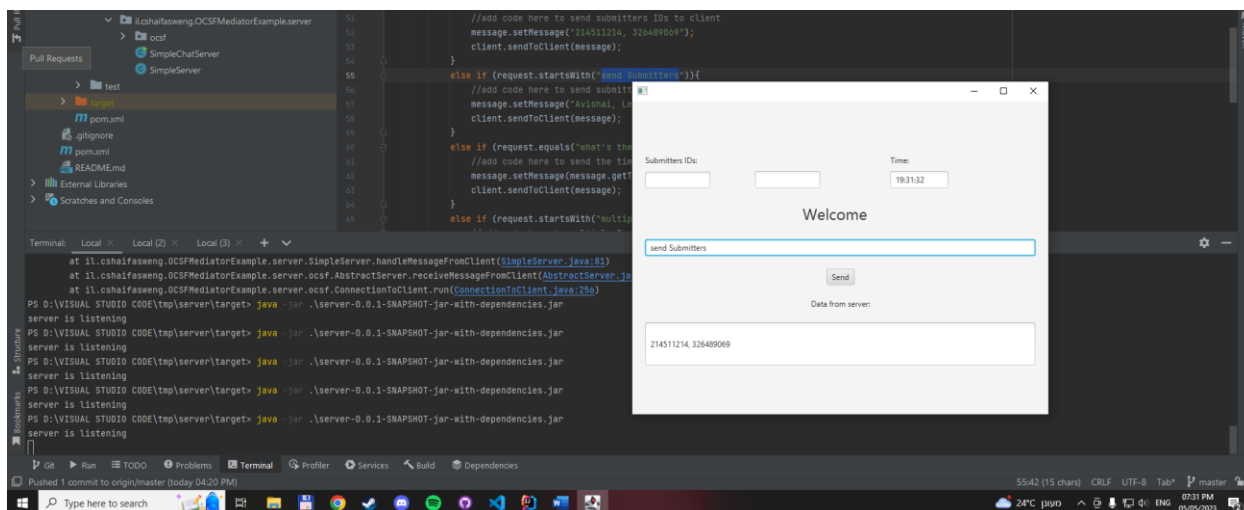 Pull R
il.cshaifasweng.OCSFMediatorExample.server
ocsf
SimpleChatServer
Pull Requests
SimpleServer
test
target
pom.xml
.gitignore
pom.xml
README.md
External Libraries
Scratches and Consoles
51 //add code here to send submitters IDs to client
52 message.setMessage("214511214, 326489069");
53 client.sendToClient(message);
54 }
55 else if (request.startsWith("send Submitters")){
56 //add code here to send submitt
57 message.setMessage("Avishai, Le
58 client.sendToClient(message);
59 }
60 else if (request.equals("what's the
61 //add code here to send the tim
62 message.setMessage(message.getT
63 client.sendToClient(message);
64 }
65 else if (request.startsWith("multip
Submitters IDs:
Time:
19:31:32
Welcome
send Submitters
Send
Data from server:
214511214, 326489069
Terminal: Local × Local (2) × Local (3) × +
at il.cshaifasweng.OCSFMediatorExample.server.SimpleServer.handleMessageFromClient(SimpleServer.java:81)
at il.cshaifasweng.OCSFMediatorExample.server.ocsf.AbstractServer.receiveMessageFromClient(AbstractServer.ja
at il.cshaifasweng.OCSFMediatorExample.server.ocsf.ConnectionToClient.run(ConnectionToClient.java:256)
PS D:\VISUAL STUDIO CODE\tmp\server\target> java -jar .\server-0.0.1-SNAPSHOT-jar-with-dependencies.jar
server is listening
PS D:\VISUAL STUDIO CODE\tmp\server\target> java -jar .\server-0.0.1-SNAPSHOT-jar-with-dependencies.jar
server is listening
PS D:\VISUAL STUDIO CODE\tmp\server\target> java -jar .\server-0.0.1-SNAPSHOT-jar-with-dependencies.jar
server is listening
PS D:\VISUAL STUDIO CODE\tmp\server\target> java -jar .\server-0.0.1-SNAPSHOT-jar-with-dependencies.jar
server is listening
PS D:\VISUAL STUDIO CODE\tmp\server\target> java -jar .\server-0.0.1-SNAPSHOT-jar-with-dependencies.jar
server is listening
Structure
Bookmarks
Git Run TODO Problems Terminal Profiler Services Build Dependencies
Pushed 1 commit to origin/master (today 04:20 PM)
55:42 (15 chars) CRLF UTF-8 Tab* master
Type here to search
24°C מעונן ENG 07:31 PM
05/05/2023